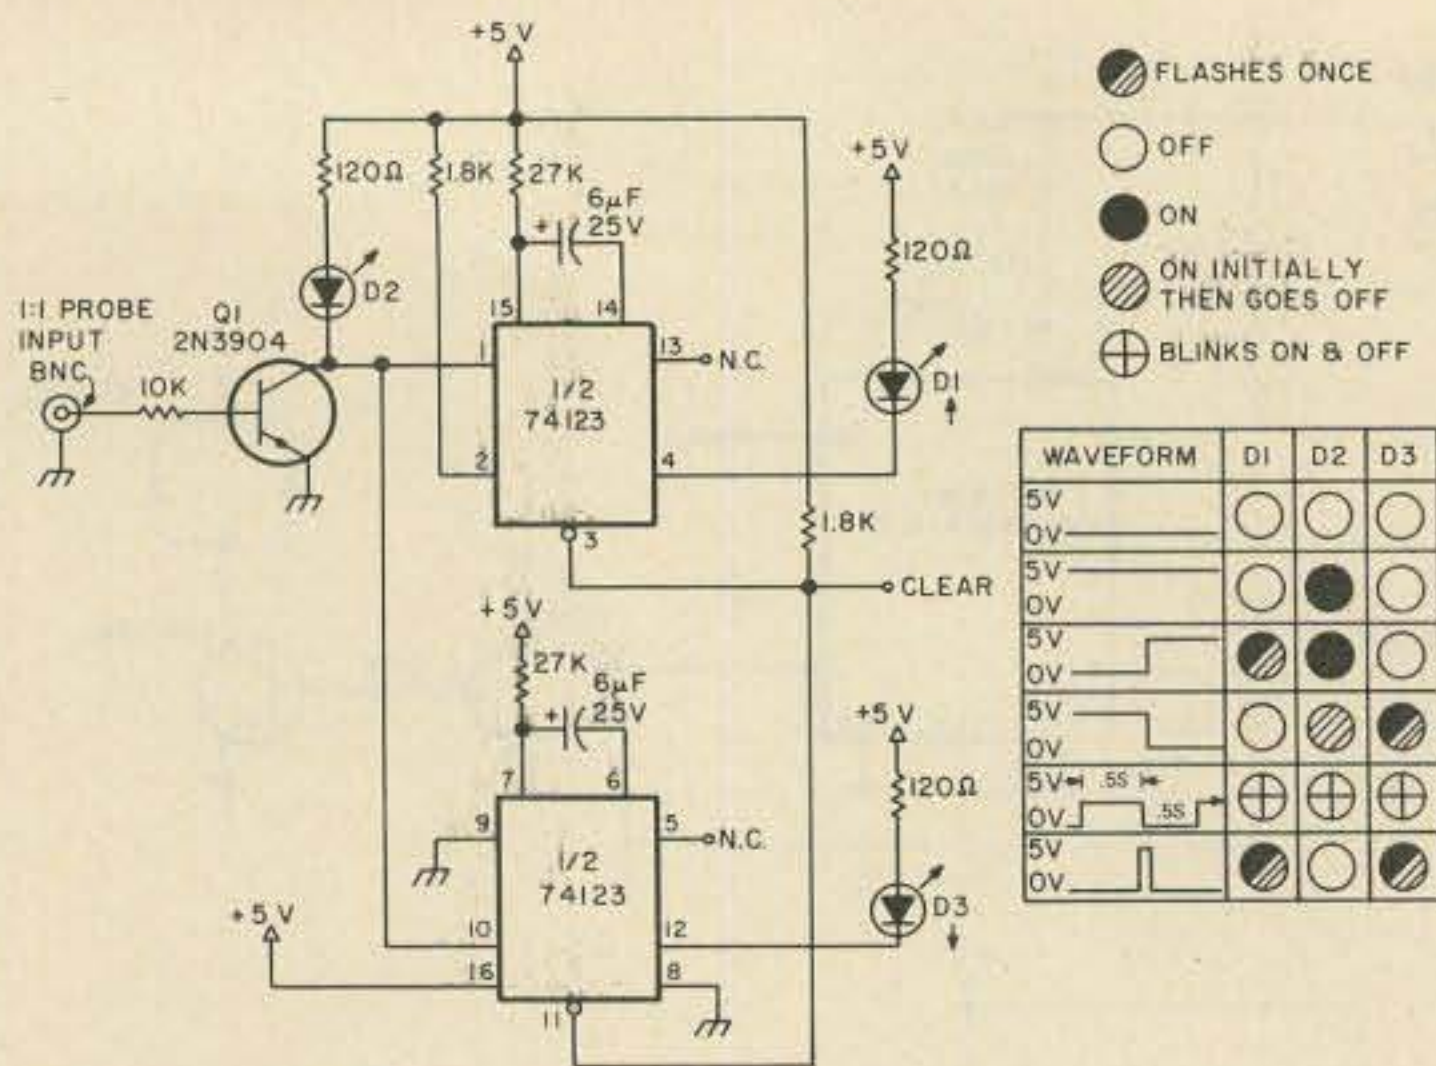 +5 V
120Ω
1.8K
27K
6µF
25V
+
D2
1:1 PROBE
INPUT
BNC
Q1
2N3904
10K
15
14
1
13
N.C.
1/2
74123
2
4
3
+5V
120Ω
D1
1.8K
CLEAR
+5 V
27K
6µF
25V
+
7
6
9
5
N.C.
1/2
74123
10
12
16
8
11
+5 V
+5 V
120Ω
D3
FLASHES ONCE
OFF
ON
ON INITIALLY
THEN GOES OFF
BLINKS ON & OFF
WAVEFORM D1 D2 D3
5V
0V
5V
0V
5V
0V
5V
0V
5V .5S
0V .5S
5V
0V